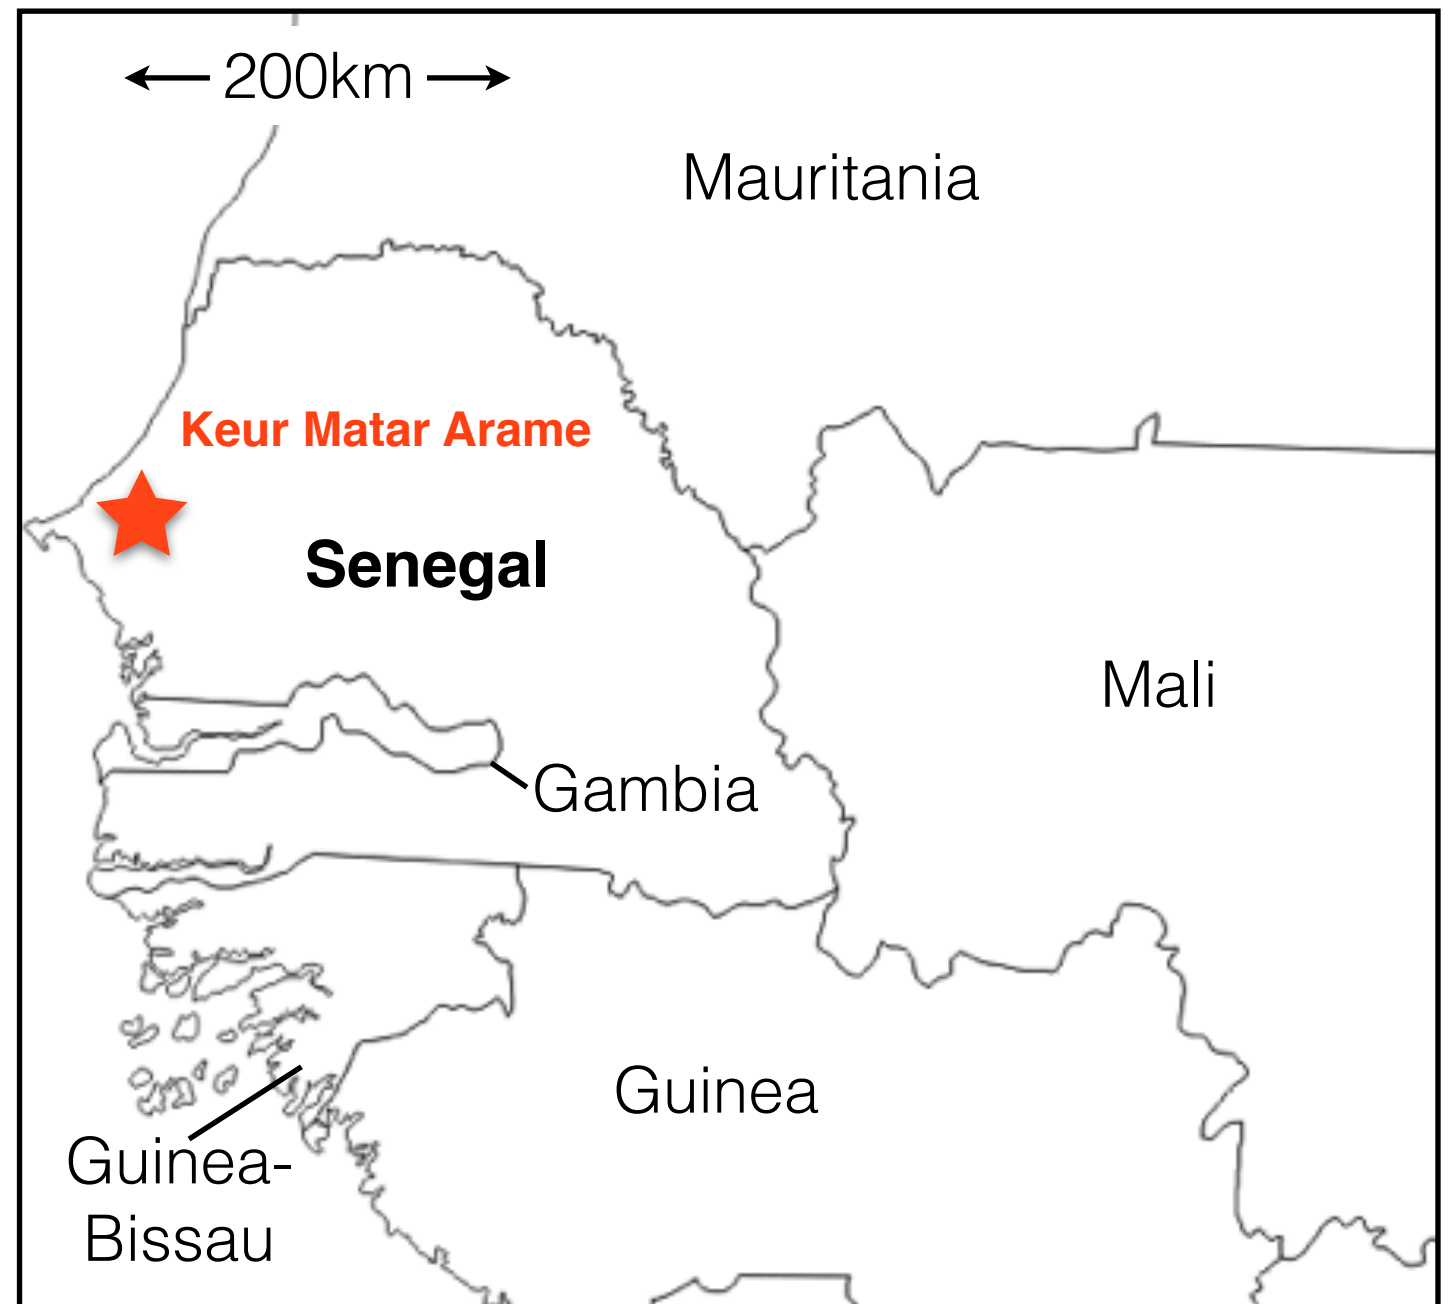 200km
Mauritania
Keur Matar Arame
Senegal
Mali
Gambia
Guinea
Guinea-
Bissau